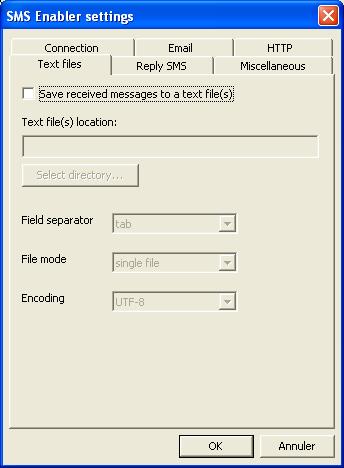 SMS Enabler settings
Connection Email HTTP
Text files Reply SMS Miscellaneous
Save received messages to a text file(s)
Text file(s) location:
Select directory...
Field separator tab
File mode single file
Encoding UTF-8
OK Annuler